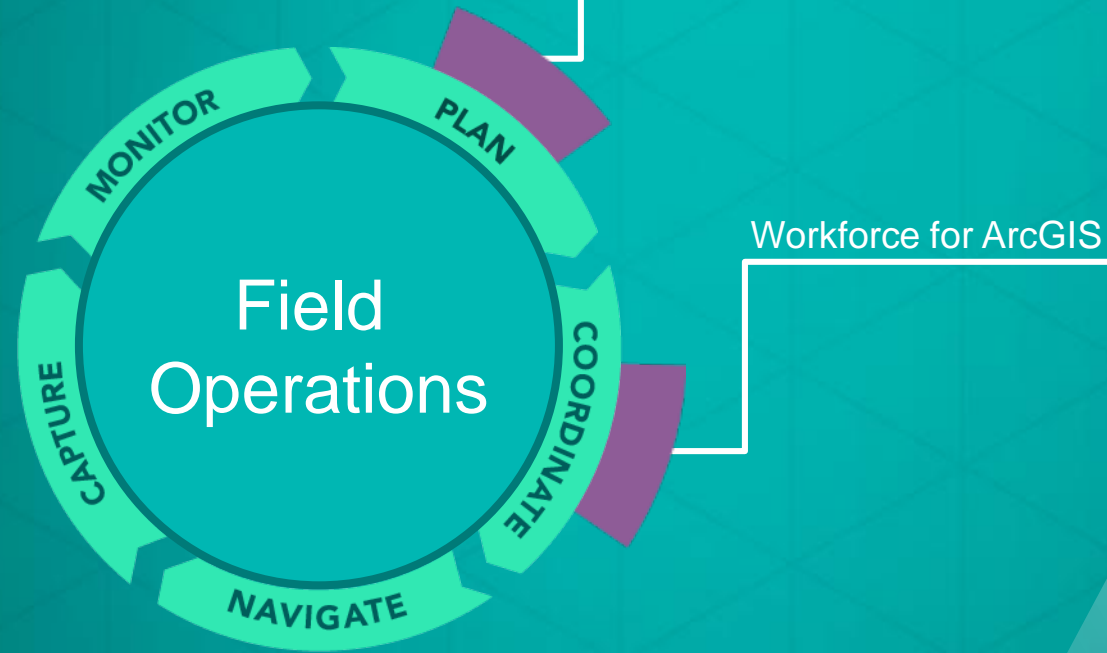 MONITOR
PLAN
Workforce for ArcGIS
Field
Operations
COORDINATE
CAPTURE
NAVIGATE